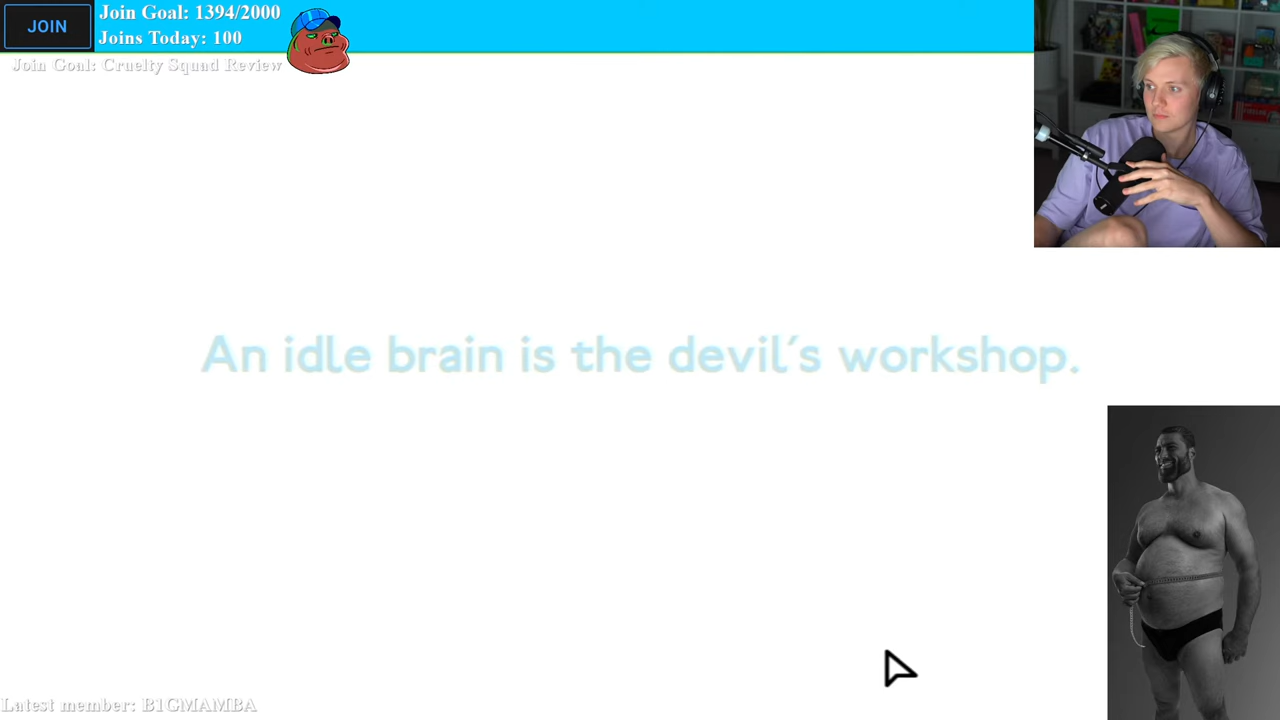 JOIN
Join Goal: 1394/2000
Joins Today: 100
Join Goal: Cruelty Squad Review
An idle brain is the devil´s workshop.
Latest member: B1GMAMBA